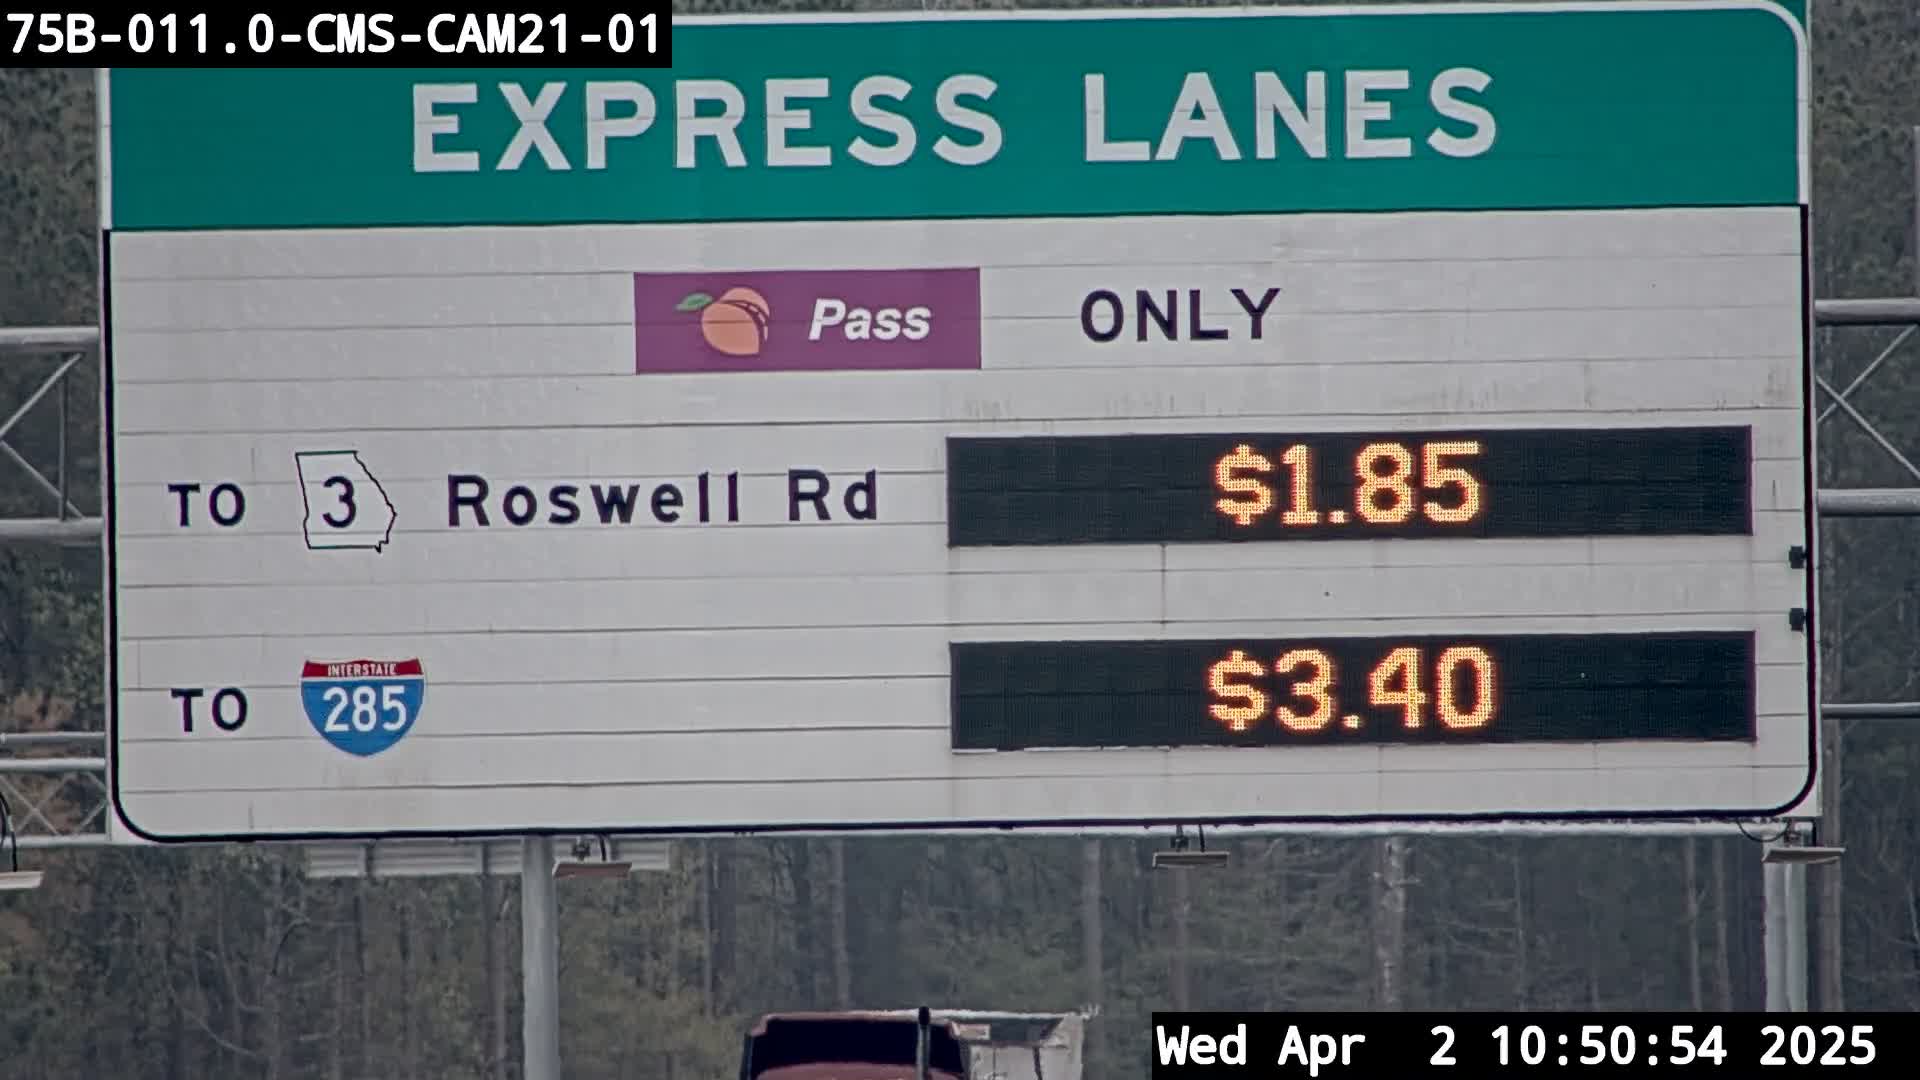 75B-011.0-CMS-CAM21-01
EXPRESS LANES
Pass ONLY
TO 3 Roswell Rd $1.85
INTERSTATE
TO 285 $3.40
Wed Apr 2 10:50:54 2025